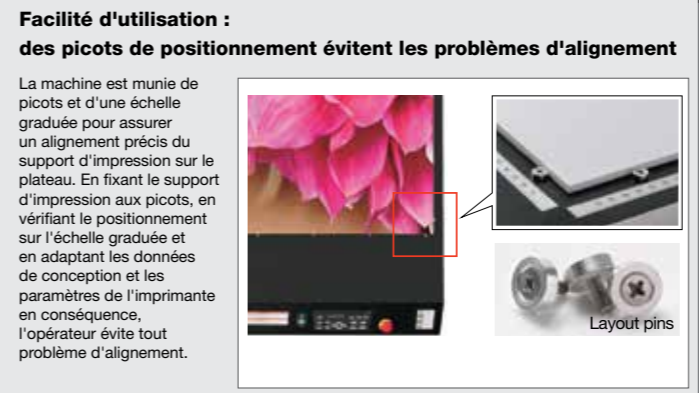 Facilité d'utilisation :
des picots de positionnement évitent les problèmes d'alignement
La machine est munie de
picots et d'une échelle
graduée pour assurer
un alignement précis du
support d'impression sur le
plateau. En fixant le support
d'impression aux picots, en
vérifiant le positionnement
sur l'échelle graduée et
en adaptant les données
de conception et les
paramètres de l'imprimante
en conséquence,
l'opérateur évite tout
problème d'alignement.
Layout pins